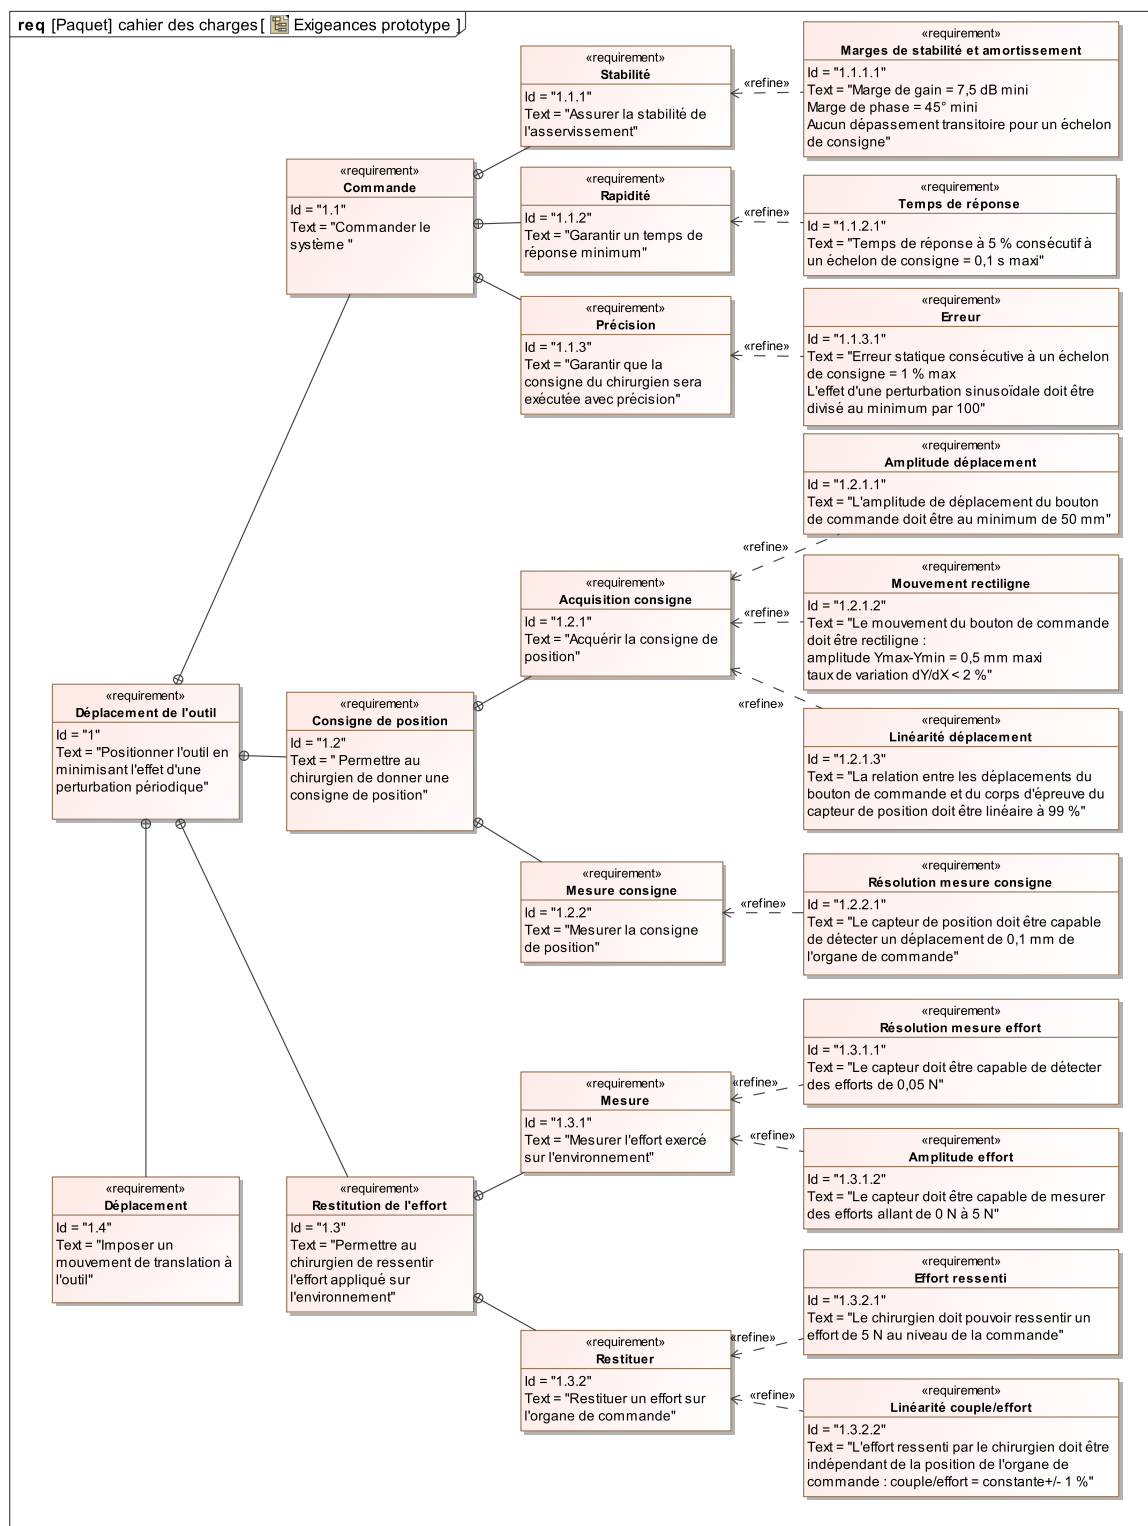 req [Paquet] cahier des charges [ Exigeances prototype ]
«requirement»
Stabilité
Id = "1.1.1"
Text = "Assurer la stabilité de
l'asservissement"
«refine»
«requirement»
Marges de stabilité et amortissement
Id = "1.1.1.1"
Text = "Marge de gain = 7,5 dB mini
Marge de phase = 45° mini
Aucun dépassement transitoire pour un échelon
de consigne"
«requirement»
Commande
Id = "1.1"
Text = "Commander le
système "
«requirement»
Rapidité
Id = "1.1.2"
Text = "Garantir un temps de
réponse minimum"
«refine»
«requirement»
Temps de réponse
Id = "1.1.2.1"
Text = "Temps de réponse à 5 % consécutif à
un échelon de consigne = 0,1 s maxi"
«requirement»
Précision
Id = "1.1.3"
Text = "Garantir que la
consigne du chirurgien sera
exécutée avec précision"
«refine»
«requirement»
Erreur
Id = "1.1.3.1"
Text = "Erreur statique consécutive à un échelon
de consigne = 1 % max
L'effet d'une perturbation sinusoïdale doit être
divisé au minimum par 100"
«requirement»
Amplitude déplacement
Id = "1.2.1.1"
Text = "L'amplitude de déplacement du bouton
de commande doit être au minimum de 50 mm"
«refine»
«requirement»
Acquisition consigne
Id = "1.2.1"
Text = "Acquérir la consigne de
position"
«refine»
«requirement»
Mouvement rectiligne
Id = "1.2.1.2"
Text = "Le mouvement du bouton de commande
doit être rectiligne :
amplitude Ymax-Ymin = 0,5 mm maxi
taux de variation dY/dX < 2 %"
«refine»
«requirement»
Linéarité déplacement
Id = "1.2.1.3"
Text = "La relation entre les déplacements du
bouton de commande et du corps d'épreuve du
capteur de position doit être linéaire à 99 %"
«requirement»
Déplacement de l'outil
Id = "1"
Text = "Positionner l'outil en
minimisant l'effet d'une
perturbation périodique"
«requirement»
Consigne de position
Id = "1.2"
Text = " Permettre au
chirurgien de donner une
consigne de position"
«requirement»
Mesure consigne
Id = "1.2.2"
Text = "Mesurer la consigne
de position"
«refine»
«requirement»
Résolution mesure consigne
Id = "1.2.2.1"
Text = "Le capteur de position doit être capable
de détecter un déplacement de 0,1 mm de
l'organe de commande"
«requirement»
Résolution mesure effort
Id = "1.3.1.1"
Text = "Le capteur doit être capable de détecter
des efforts de 0,05 N"
«refine»
«requirement»
Mesure
Id = "1.3.1"
Text = "Mesurer l'effort exercé
sur l'environnement"
«refine»
«requirement»
Amplitude effort
Id = "1.3.1.2"
Text = "Le capteur doit être capable de mesurer
des efforts allant de 0 N à 5 N"
«requirement»
Déplacement
Id = "1.4"
Text = "Imposer un
mouvement de translation à
l'outil"
«requirement»
Restitution de l'effort
Id = "1.3"
Text = "Permettre au
chirurgien de ressentir
l'effort appliqué sur
l'environnement"
«requirement»
Effort ressenti
Id = "1.3.2.1"
Text = "Le chirurgien doit pouvoir ressentir un
effort de 5 N au niveau de la commande"
«refine»
«requirement»
Restituer
Id = "1.3.2"
Text = "Restituer un effort sur
l'organe de commande"
«refine»
«requirement»
Linéarité couple/effort
Id = "1.3.2.2"
Text = "L'effort ressenti par le chirurgien doit être
indépendant de la position de l'organe de
commande : couple/effort = constante+/- 1 %"